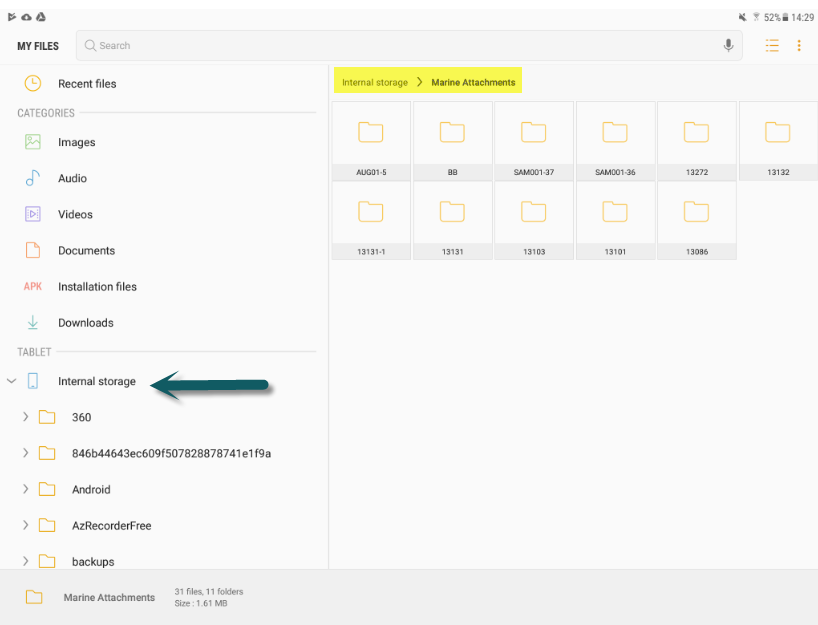 52% 14:29
MY FILES
Search
Recent files
CATEGORIES
Images
Audio
Videos
Documents
APK Installation files
Downloads
TABLET
Internal storage
360
846b44643ec609f507828878741e1f9a
Android
AzRecorderFree
backups
Internal storage > Marine Attachments
AUG01-5 BB SAM001-37 SAM001-36 13272 13132
13131-1 13131 13103 13101 13086
Marine Attachments
31 files, 11 folders
Size : 1.61 MB